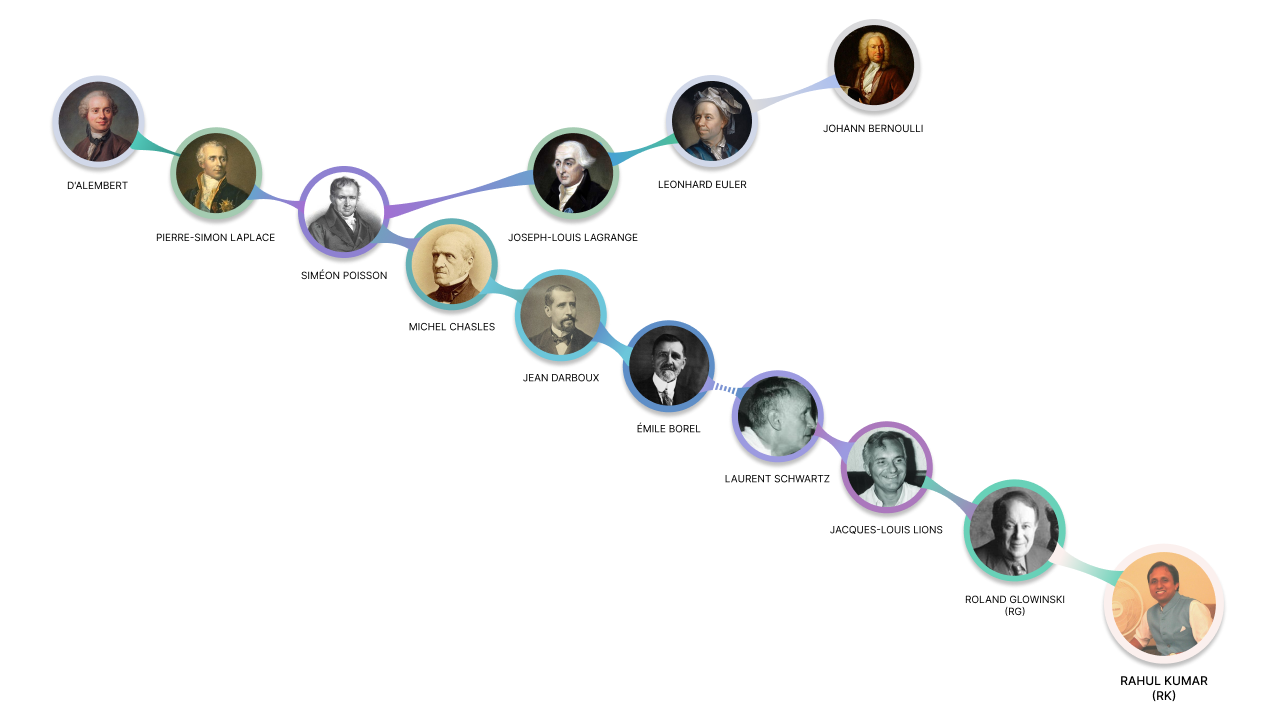 JOHANN BERNOULLI
D'ALEMBERT
LEONHARD EULER
PIERRE-SIMON LAPLACE
JOSEPH-LOUIS LAGRANGE
SIMÉON POISSON
MICHEL CHASLES
JEAN DARBOUX
ÉMILE BOREL
LAURENT SCHWARTZ
JACQUES-LOUIS LIONS
ROLAND GLOWINSKI
(RG)
RAHUL KUMAR
(RK)